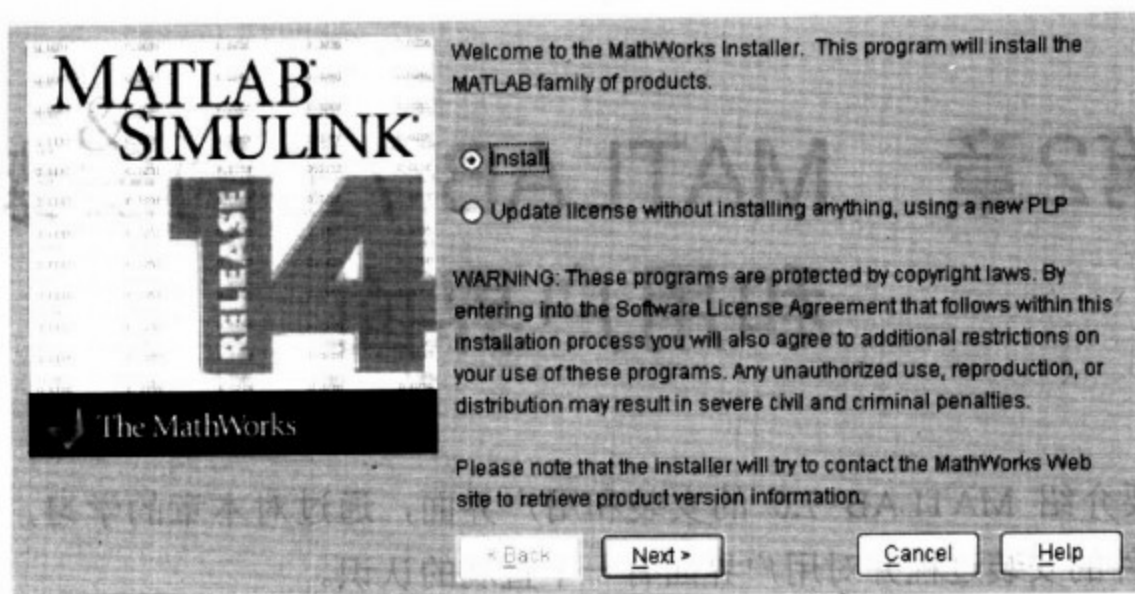 MATLAB
&
SIMULINK
RELEASE
14
The MathWorks
Welcome to the MathWorks Installer. This program will install the
MATLAB family of products.
Install
Update license without installing anything, using a new PLP
WARNING: These programs are protected by copyright laws. By
entering into the Software License Agreement that follows within this
installation process you will also agree to additional restrictions on
your use of these programs. Any unauthorized use, reproduction, or
distribution may result in severe civil and criminal penalties.
Please note that the installer will try to contact the MathWorks Web
site to retrieve product version information.
< Back
Next >
Cancel
Help